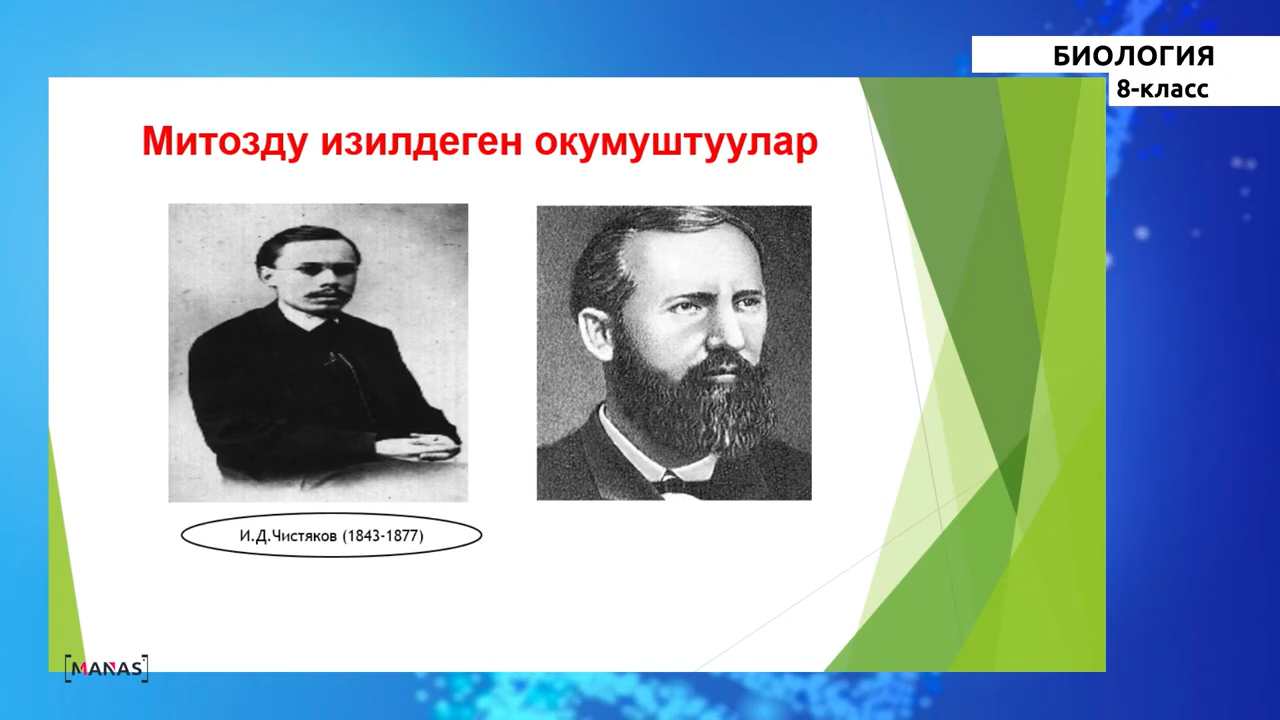 БИОЛОГИЯ
8-класс
Митозду изилдеген окумуштуулар
И.Д.Чистяков (1843-1877)
[MANAS]